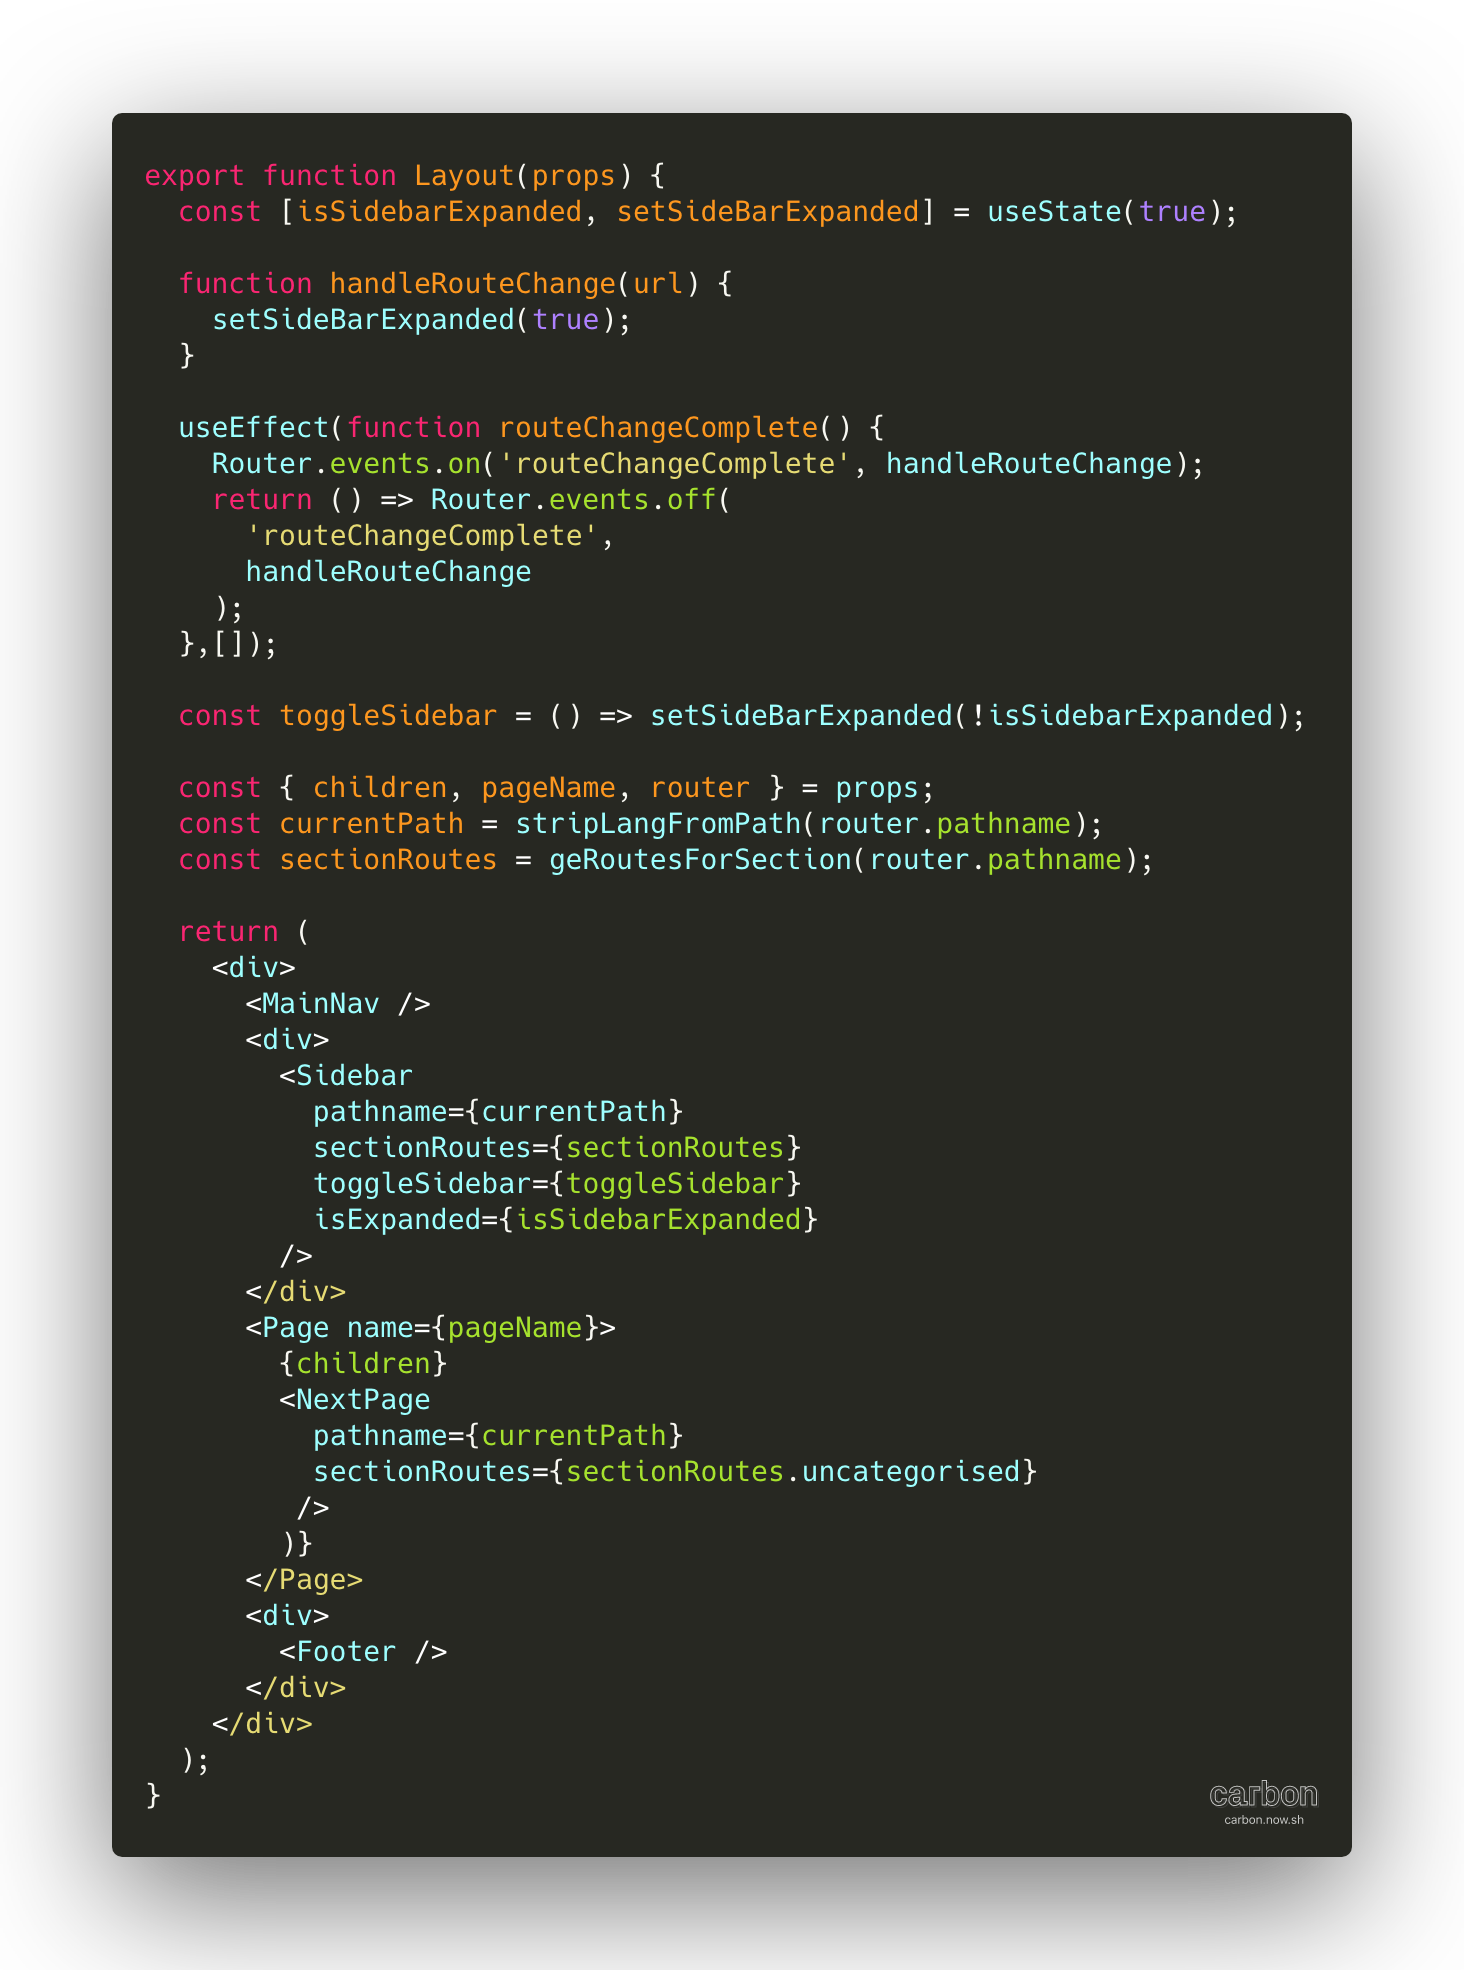 export function Layout(props) {
  const [isSidebarExpanded, setSideBarExpanded] = useState(true);

  function handleRouteChange(url) {
    setSideBarExpanded(true);
  }

  useEffect(function routeChangeComplete() {
    Router.events.on('routeChangeComplete', handleRouteChange);
    return () => Router.events.off(
      'routeChangeComplete',
      handleRouteChange
    );
  },[]);

  const toggleSidebar = () => setSideBarExpanded(!isSidebarExpanded);

  const { children, pageName, router } = props;
  const currentPath = stripLangFromPath(router.pathname);
  const sectionRoutes = geRoutesForSection(router.pathname);

  return (
    <div>
      <MainNav />
      <div>
        <Sidebar
          pathname={currentPath}
          sectionRoutes={sectionRoutes}
          toggleSidebar={toggleSidebar}
          isExpanded={isSidebarExpanded}
        />
      </div>
      <Page name={pageName}>
        {children}
        <NextPage
          pathname={currentPath}
          sectionRoutes={sectionRoutes.uncategorised}
         />
        )}
      </Page>
      <div>
        <Footer />
      </div>
    </div>
  );
}
carbon
carbon.now.sh